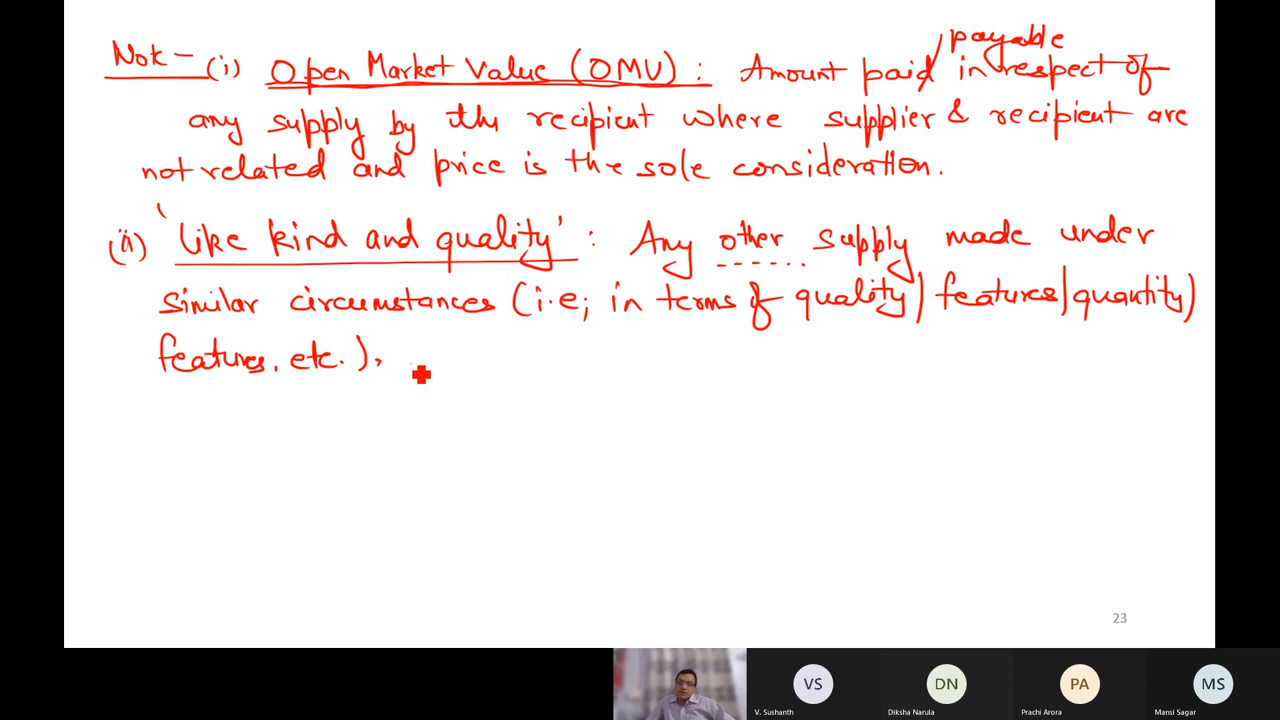 payable
Note - (i) Open Market Value (OMV) : Amount paid / in respect of
any supply by the recipient where supplier & recipient are
not related and price is the sole consideration.
(ii) 'like kind and quality' : Any other supply made under
similar circumstances (i.e; in terms of quality / features / quantity)
features, etc.),
23
VS
DN
PA
MS
V. Sushanth
Diksha Narula
Prachi Arora
Mansi Sagar